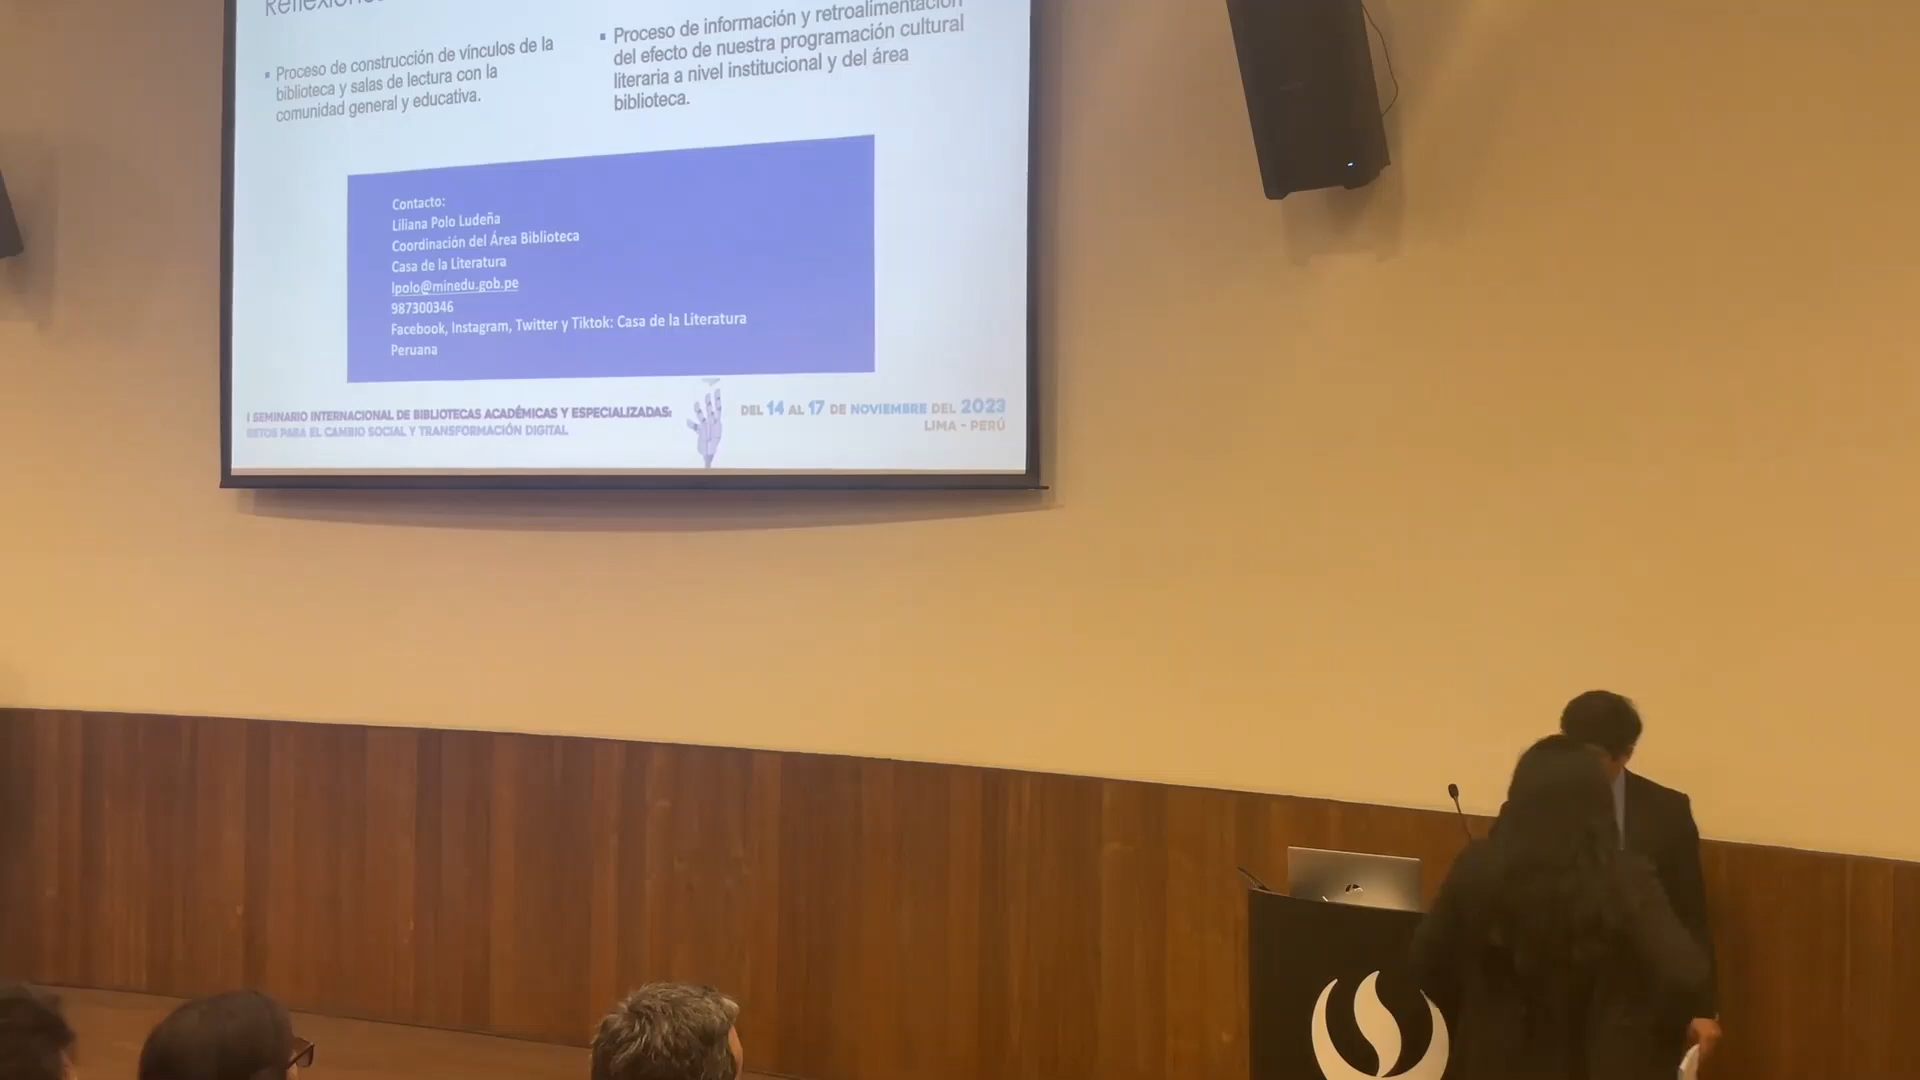 Proceso de construcción de vínculos de la
biblioteca y salas de lectura con la
comunidad general y educativa.
Proceso de información y retroalimentación
del efecto de nuestra programación cultural
literaria a nivel institucional y del área
biblioteca.
Contacto:
Liliana Polo Ludeña
Coordinación del Área Biblioteca
Casa de la Literatura
lpolo@minedu.gob.pe
987300346
Facebook, Instagram, Twitter y Tiktok: Casa de la Literatura
Peruana
I SEMINARIO INTERNACIONAL DE BIBLIOTECAS ACADÉMICAS Y ESPECIALIZADAS:
RETOS PARA EL CAMBIO SOCIAL Y TRANSFORMACIÓN DIGITAL
DEL 14 AL 17 DE NOVIEMBRE DEL 2023
LIMA - PERÚ